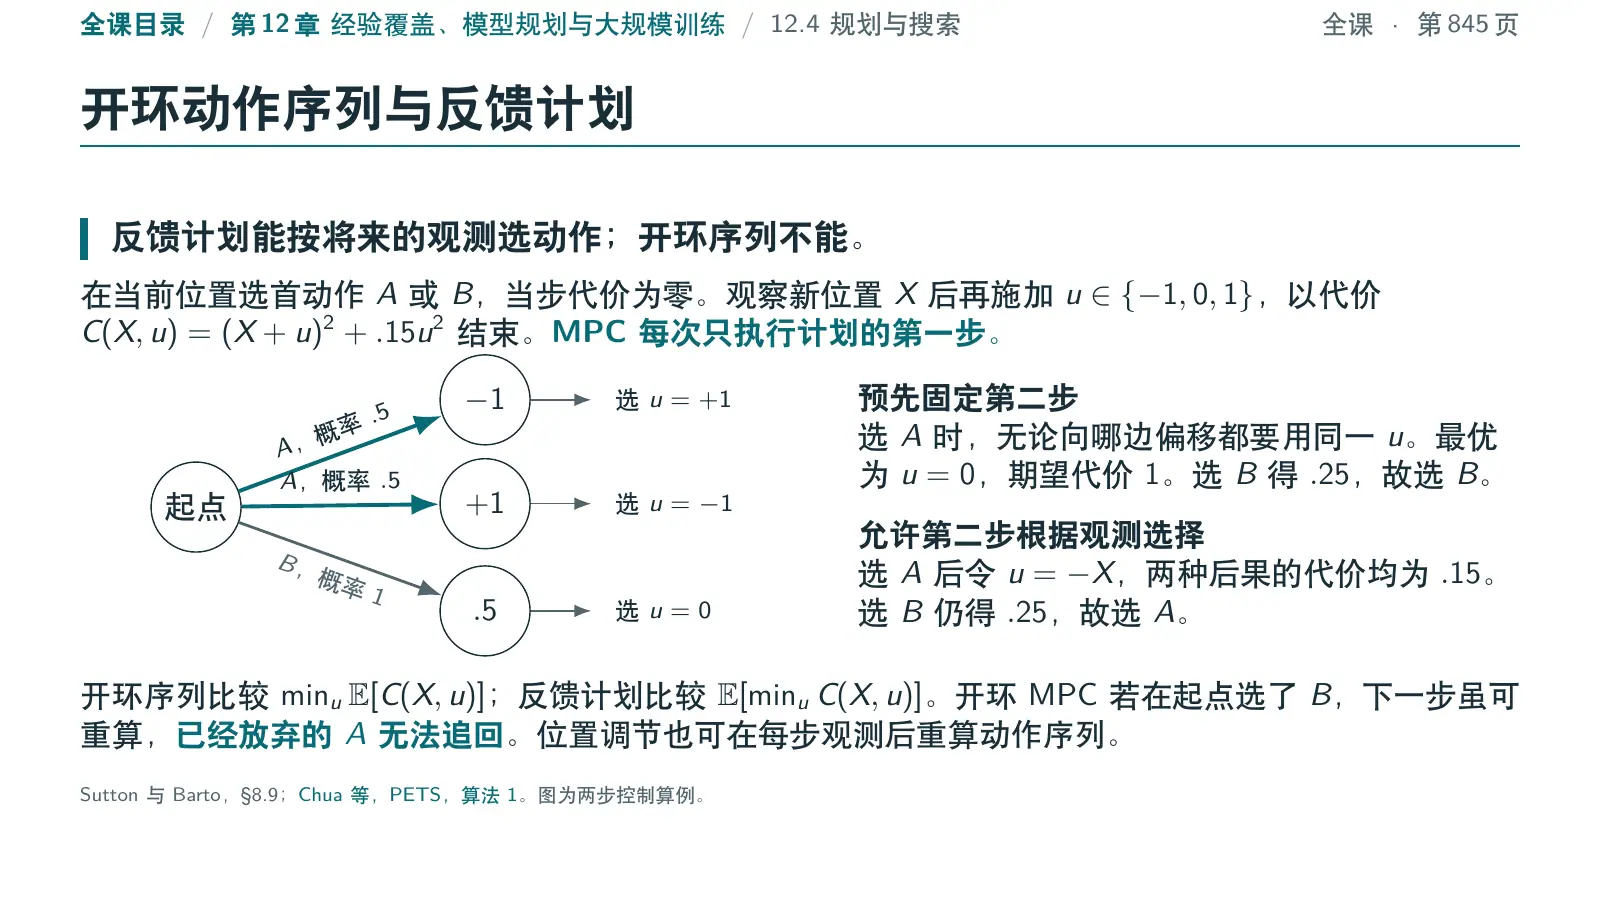 全课目录 / 第12章 经验覆盖、模型规划与大规模训练 / 12.4 规划与搜索
全课 · 第845页
开环动作序列与反馈计划
反馈计划能按将来的观测选动作；开环序列不能。
在当前位置选首动作 A 或 B，当步代价为零。观察新位置 X 后再施加 u ∈ {−1, 0, 1}，以代价
C(X, u) = (X + u)² + .15u² 结束。MPC 每次只执行计划的第一步。
A，概率 .5
−1
选 u = +1
A，概率 .5
起点
+1
选 u = −1
B，概率 1
.5
选 u = 0
预先固定第二步
选 A 时，无论向哪边偏移都要用同一 u。最优
为 u = 0，期望代价 1。选 B 得 .25，故选 B。
允许第二步根据观测选择
选 A 后令 u = −X，两种后果的代价均为 .15。
选 B 仍得 .25，故选 A。
开环序列比较 minᵤ 𝔼[C(X, u)]；反馈计划比较 𝔼[minᵤ C(X, u)]。开环 MPC 若在起点选了 B，下一步虽可
重算，已经放弃的 A 无法追回。位置调节也可在每步观测后重算动作序列。
Sutton 与 Barto，§8.9；Chua 等，PETS，算法 1。图为两步控制算例。